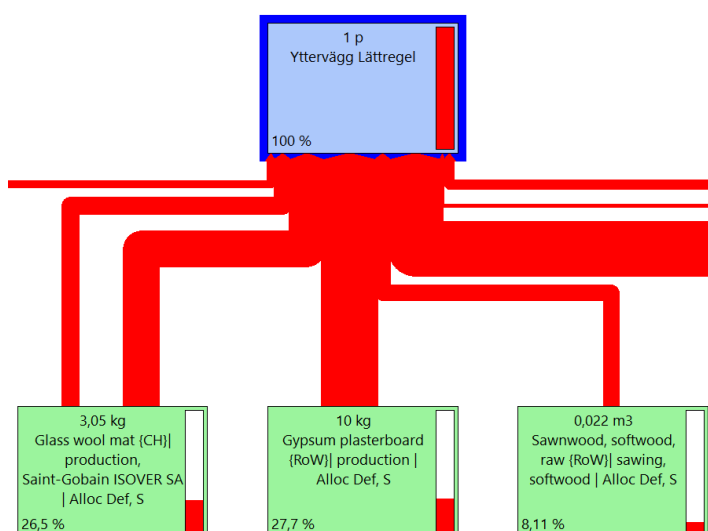 1 p
Yttervägg Lättregel
100 %
3,05 kg
Glass wool mat {CH}|
production,
Saint-Gobain ISOVER SA
| Alloc Def, S
26,5 %
10 kg
Gypsum plasterboard
{RoW}| production |
Alloc Def, S
27,7 %
0,022 m3
Sawnwood, softwood,
raw {RoW}| sawing,
softwood | Alloc Def, S
8,11 %